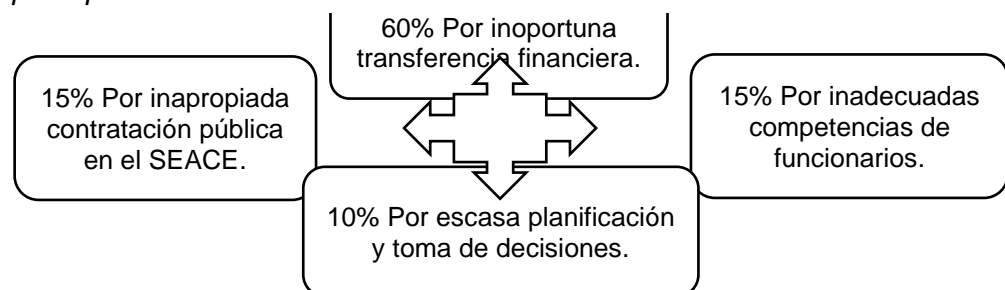 60% Por inoportuna
transferencia financiera.
15% Por inapropiada
contratación pública
en el SEACE.
15% Por inadecuadas
competencias de
funcionarios.
10% Por escasa planificación
y toma de decisiones.